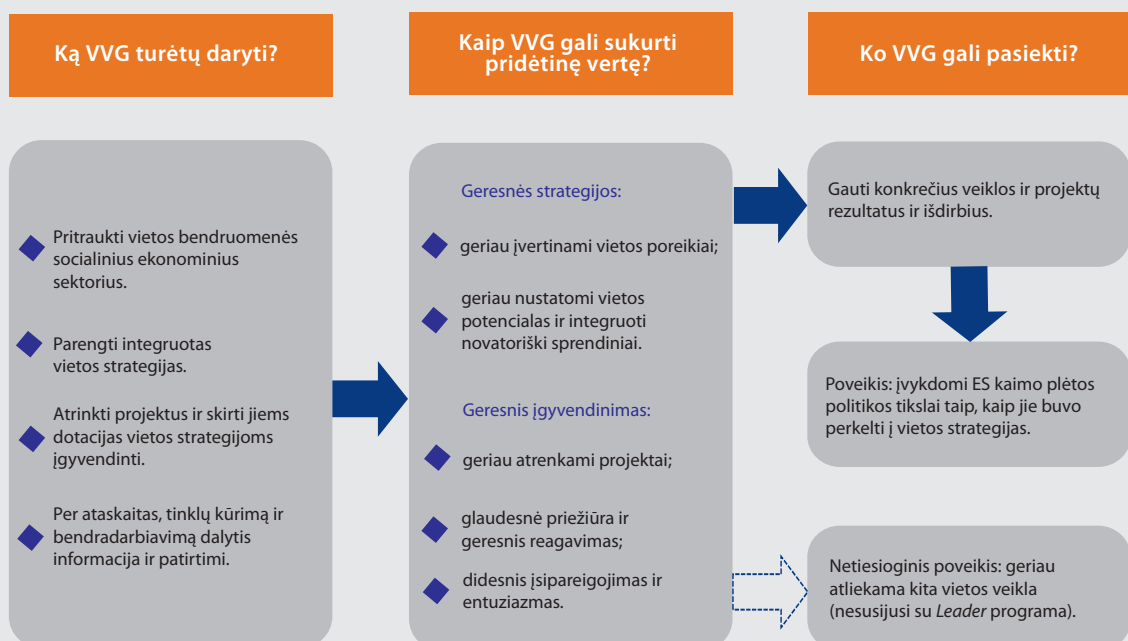 Ką VVG turėtų daryti?
Pritraukti vietos bendruomenės
socialinius ekonominius
sektorius.
Parengti integruotas
vietos strategijas.
Atrinkti projektus ir skirti jiems
dotacijas vietos strategijoms
įgyvendinti.
Per ataskaitas, tinklų kūrimą ir
bendradarbiavimą dalytis
informacija ir patirtimi.
Kaip VVG gali sukurti
pridėtinę vertę?
Geresnės strategijos:
geriau įvertinami vietos poreikiai;
geriau nustatomi vietos
potencialas ir integruoti
novatoriški sprendiniai.
Geresnis įgyvendinimas:
geriau atrenkami projektai;
glaudesnė priežiūra ir
geresnis reagavimas;
didesnis įsipareigojimas ir
entuziazmas.
Ko VVG gali pasiekti?
Gauti konkrečius veiklos ir projektų
rezultatus ir išdirbius.
Poveikis: įvykdomi ES kaimo plėtos
politikos tikslai taip, kaip jie buvo
perkelti į vietos strategijas.
Netiesioginis poveikis: geriau
atliekama kita vietos veikla
(nesusijusi su Leader programa).